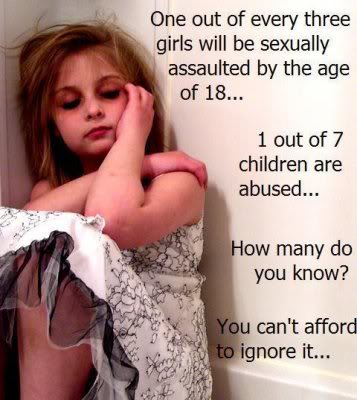 One out of every three
girls will be sexually
assaulted by the age
of 18...
1 out of 7
children are
abused...
How many do
you know?
You can't afford
to ignore it...